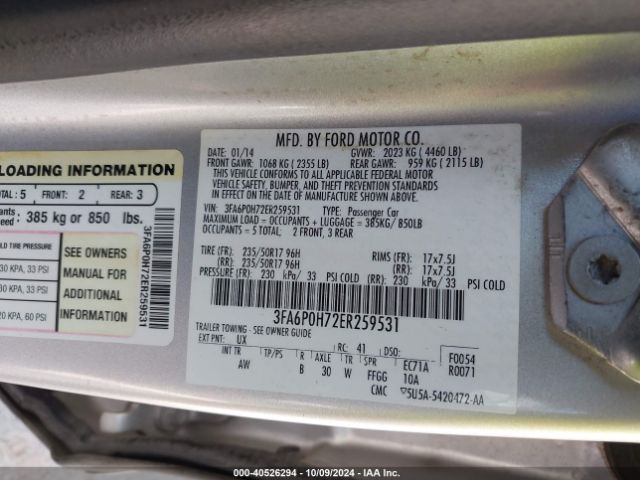 LOADING INFORMATION
TOTAL: 5 FRONT: 2 REAR: 3
385 kg or 850 lbs.
COLD TIRE PRESSURE
SEE OWNERS
MANUAL FOR
ADDITIONAL
INFORMATION
30 KPA, 33 PSI
30 KPA, 33 PSI
20 KPA, 60 PSI
3FA6P0H72ER259531
MFD. BY FORD MOTOR CO.
DATE: 01/14 GVWR: 2023 KG ( 4460 LB)
FRONT GAWR: 1068 KG ( 2355 LB) REAR GAWR: 959 KG ( 2115 LB)
THIS VEHICLE CONFORMS TO ALL APPLICABLE FEDERAL MOTOR
VEHICLE SAFETY, BUMPER, AND THEFT PREVENTION STANDARDS
IN EFFECT ON THE DATE OF MANUFACTURE SHOWN ABOVE.
VIN: 3FA6P0H72ER259531 TYPE: Passenger Car
MAXIMUM LOAD = OCCUPANTS + LUGGAGE = 385KG/ 850LB
OCCUPANTS = 5 TOTAL: 2 FRONT, 3 REAR
TIRE (FR): 235/50R17 96H RIMS (FR): 17x7.5J
(RR): 235/50R17 96H (RR): 17x7.5J
PRESSURE (FR): 230 kPa/ 33 PSI COLD (RR): 230 kPa/ 33 PSI COLD
3FA6P0H72ER259531
TRAILER TOWING - SEE OWNER GUIDE
EXT PNT: UX RC: 41 DSO: F0054
INT TR TP/PS R AXLE TR SPR EC71A R0071
AW B 30 W FFGG 10A
CMC 5U5A-5420472-AA
000-40526294 - 10/09/2024 - IAA Inc.